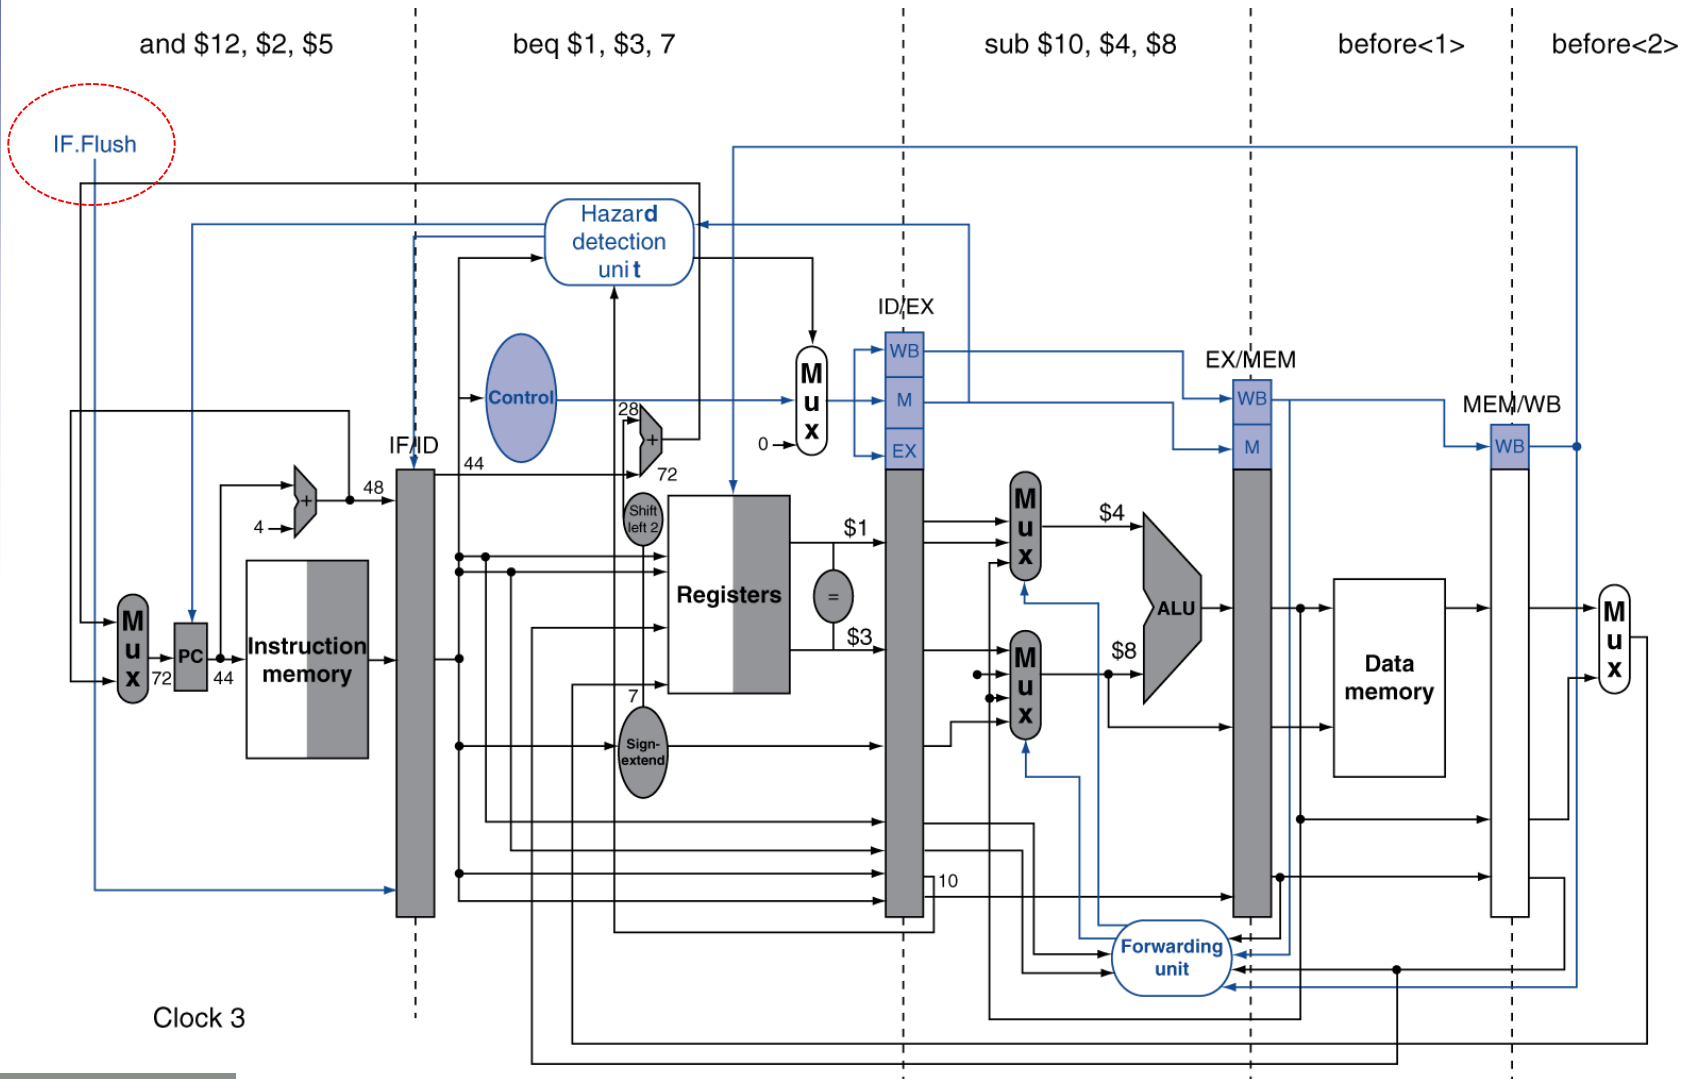 and $12, $2, $5
beq $1, $3, 7
sub $10, $4, $8
before<1>
before<2>
IF.Flush
Hazard
detection
unit
ID/EX
WB
M
EX
EX/MEM
WB
M
MEM/WB
WB
Control
M
u
x
0
28
+
72
IF/ID
44
48
+
4
Shift
left 2
M
u
x
$4
$1
Registers
=
$3
ALU
M
u
x
72
PC
44
Instruction
memory
M
u
x
$8
Data
memory
M
u
x
7
Sign-
extend
10
Forwarding
unit
Clock 3